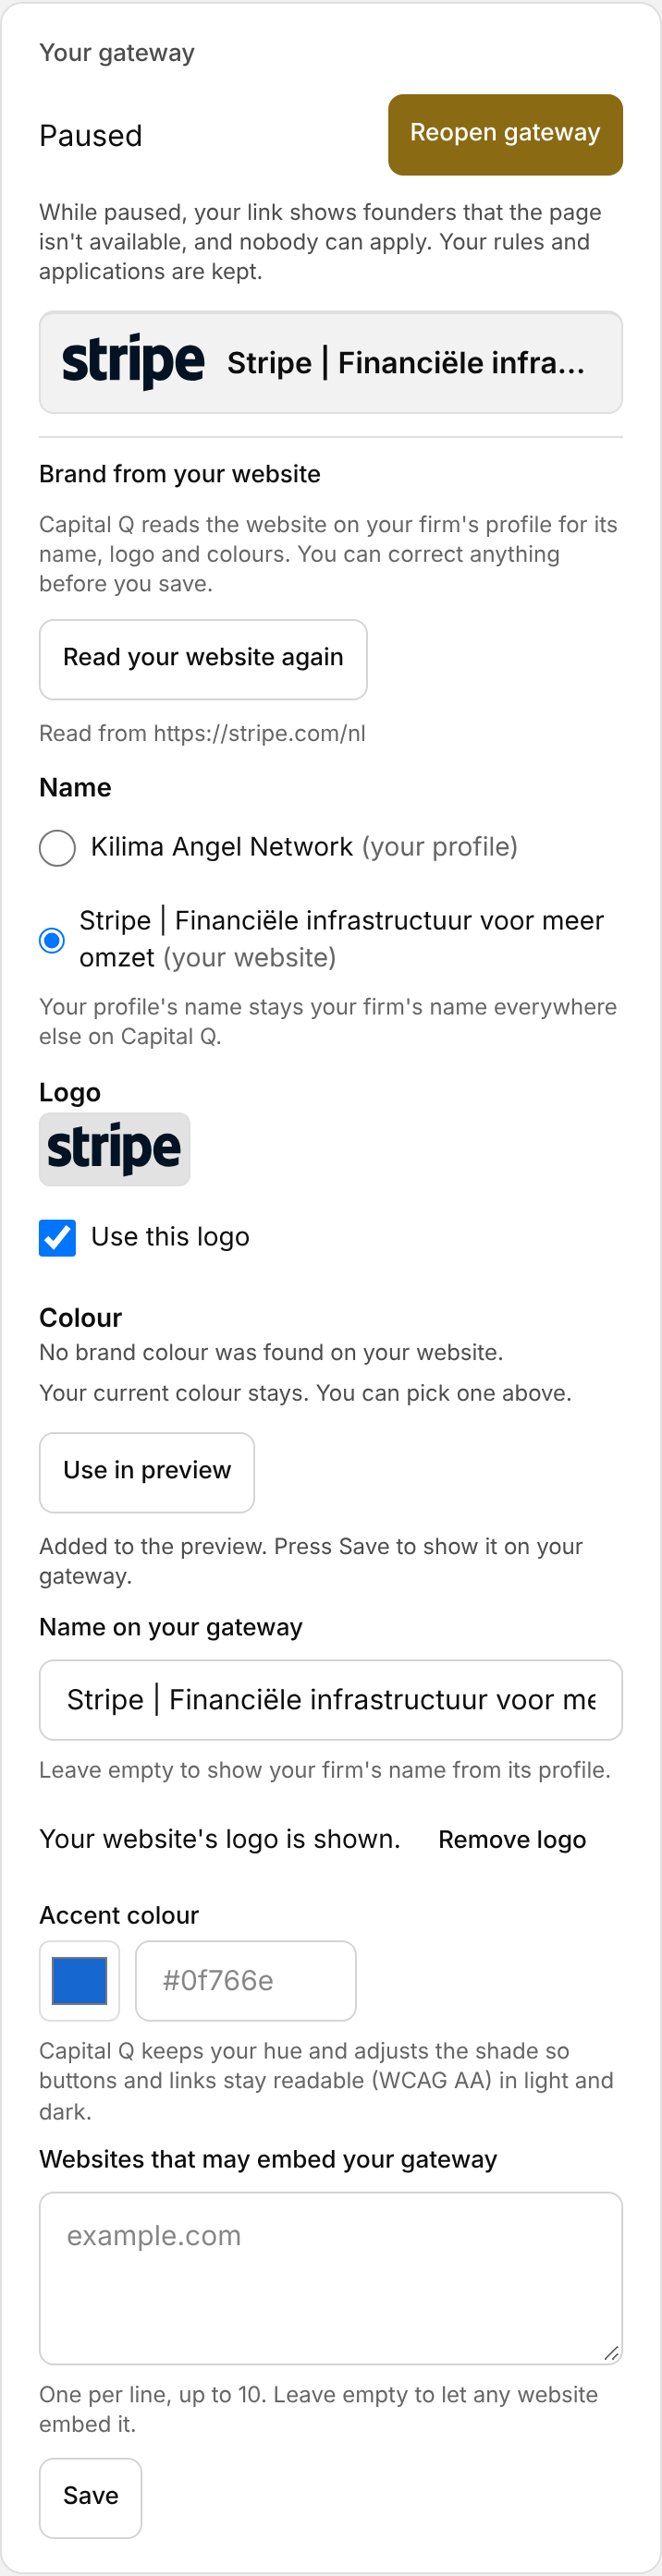 Your gateway
Paused
Reopen gateway
While paused, your link shows founders that the page
isn't available, and nobody can apply. Your rules and
applications are kept.
stripe Stripe | Financiële infra...
Brand from your website
Capital Q reads the website on your firm's profile for its
name, logo and colours. You can correct anything
before you save.
Read your website again
Read from https://stripe.com/nl
Name
Kilima Angel Network (your profile)
Stripe | Financiële infrastructuur voor meer
omzet (your website)
Your profile's name stays your firm's name everywhere
else on Capital Q.
Logo
stripe
Use this logo
Colour
No brand colour was found on your website.
Your current colour stays. You can pick one above.
Use in preview
Added to the preview. Press Save to show it on your
gateway.
Name on your gateway
Stripe | Financiële infrastructuur voor me
Leave empty to show your firm's name from its profile.
Your website's logo is shown. Remove logo
Accent colour
#0f766e
Capital Q keeps your hue and adjusts the shade so
buttons and links stay readable (WCAG AA) in light and
dark.
Websites that may embed your gateway
example.com
One per line, up to 10. Leave empty to let any website
embed it.
Save